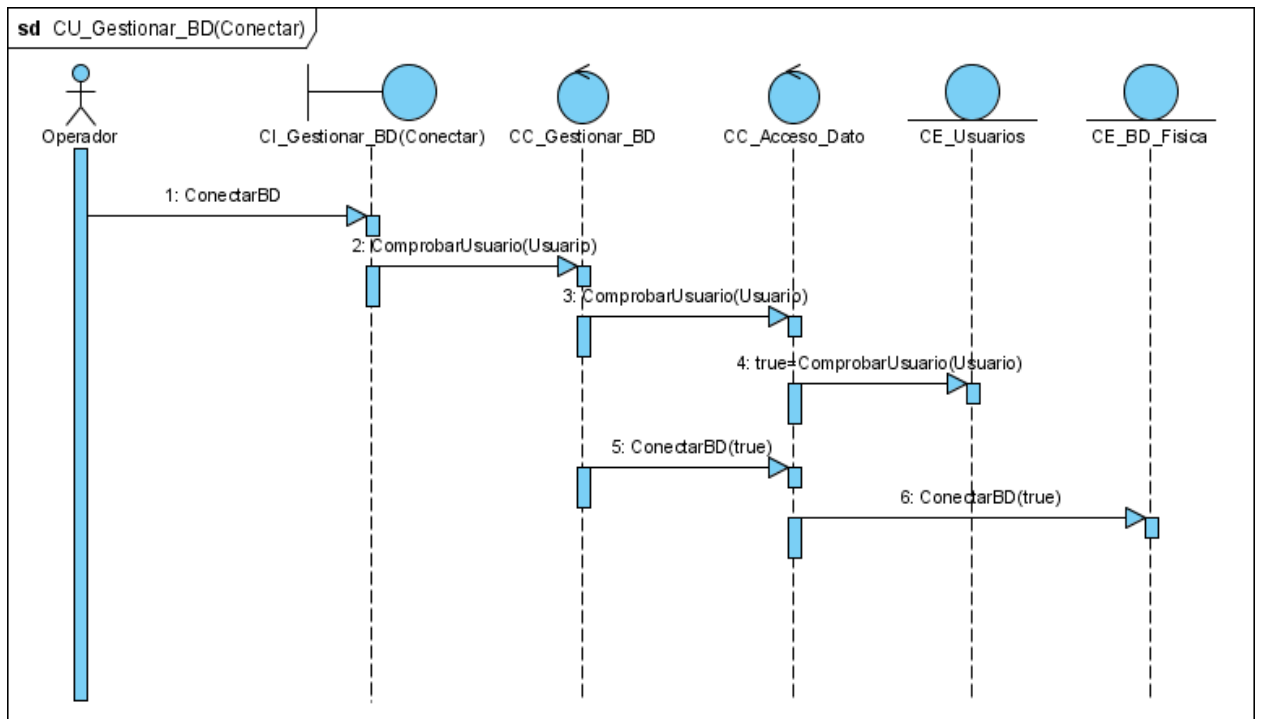 sd CU_Gestionar_BD(Conectar)
Operador
CI_Gestionar_BD(Conectar)
CC_Gestionar_BD
CC_Acceso_Dato
CE_Usuarios
CE_BD_Fisica
1: ConectarBD
2: ComprobarUsuario(Usuario)
3: ComprobarUsuario(Usuario)
4: true=ComprobarUsuario(Usuario)
5: ConectarBD(true)
6: ConectarBD(true)